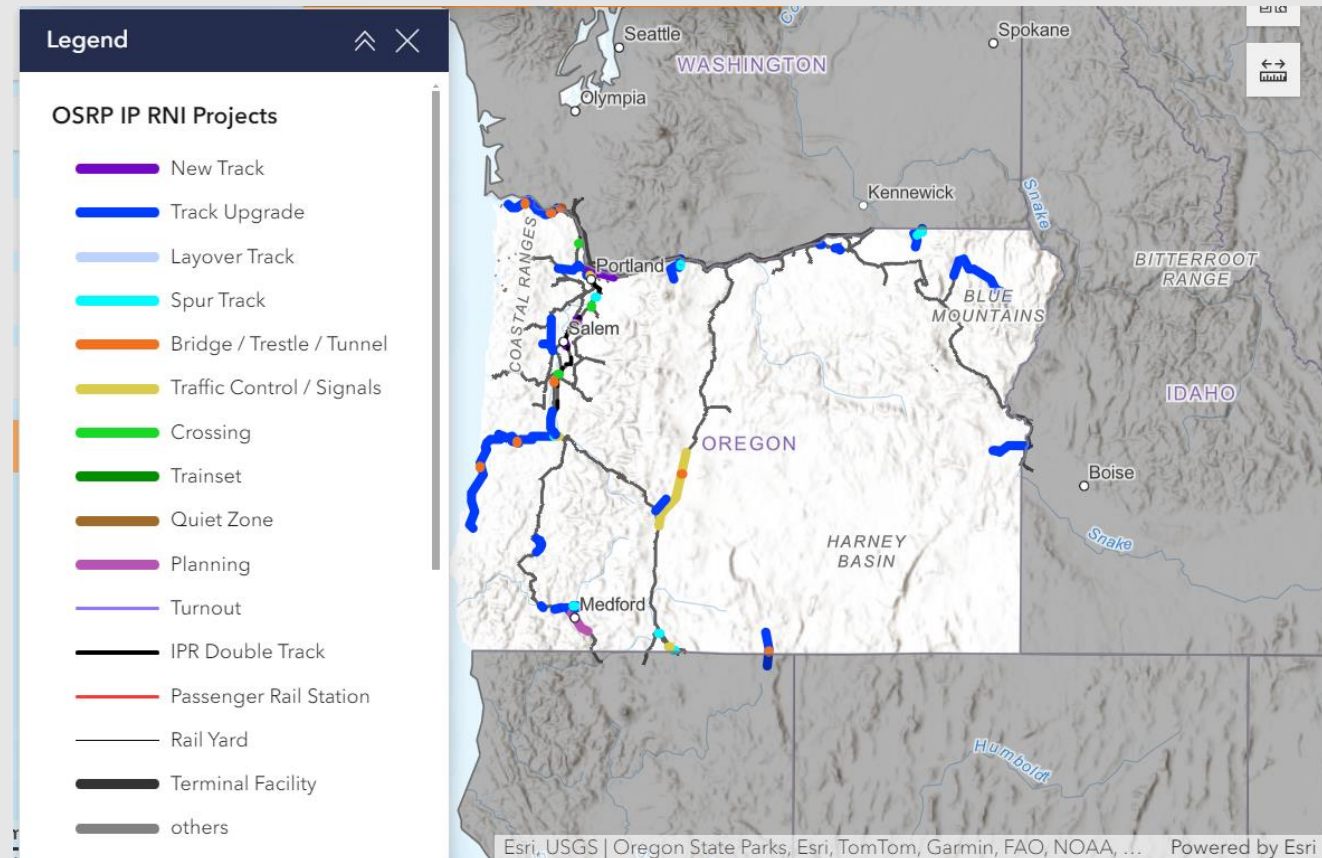 Legend
OSRP IP RNI Projects
New Track
Track Upgrade
Layover Track
Spur Track
Bridge / Trestle / Tunnel
Traffic Control / Signals
Crossing
Trainset
Quiet Zone
Planning
Turnout
IPR Double Track
Passenger Rail Station
Rail Yard
Terminal Facility
others
Seattle
Spokane
WASHINGTON
Olympia
Kennewick
Snake
COASTAL RANGES
Portland
BITTERROOT
RANGE
BLUE
MOUNTAINS
Salem
IDAHO
OREGON
Boise
Snake
HARNEY
BASIN
Medford
Humboldt
Esri, USGS | Oregon State Parks, Esri, TomTom, Garmin, FAO, NOAA, ... Powered by Esri